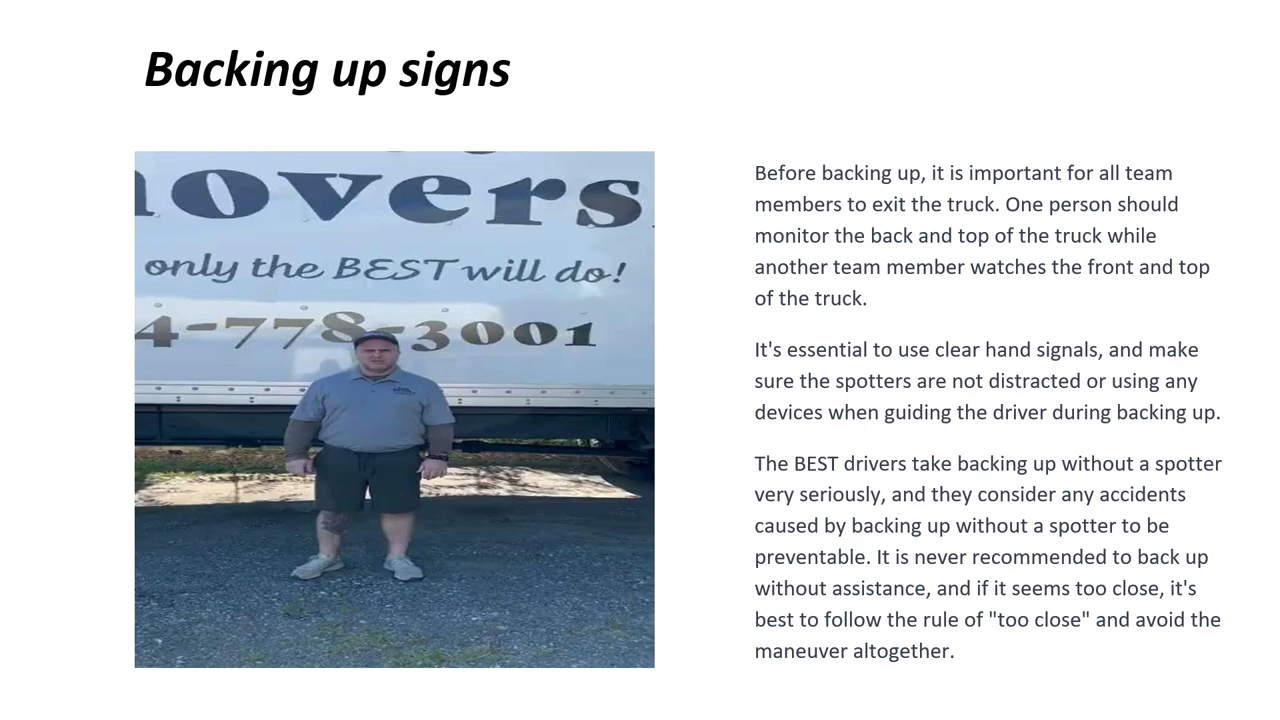 Backing up signs
overs
only the BEST will do!
4-778-3001
Before backing up, it is important for all team
members to exit the truck. One person should
monitor the back and top of the truck while
another team member watches the front and top
of the truck.
It's essential to use clear hand signals, and make
sure the spotters are not distracted or using any
devices when guiding the driver during backing up.
The BEST drivers take backing up without a spotter
very seriously, and they consider any accidents
caused by backing up without a spotter to be
preventable. It is never recommended to back up
without assistance, and if it seems too close, it's
best to follow the rule of "too close" and avoid the
maneuver altogether.